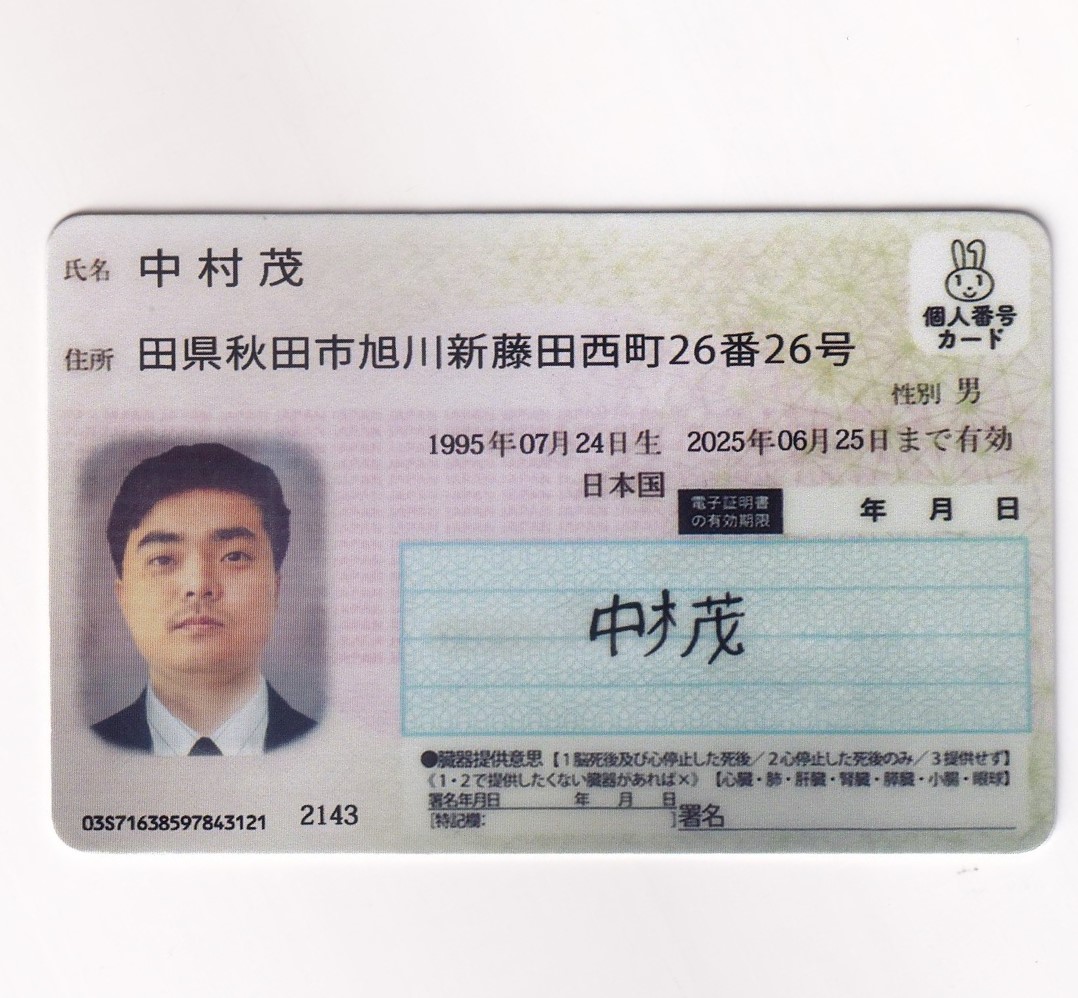 氏名 中村茂
個人番号
カード
住所 田県秋田市旭川新藤田西町26番26号
性別 男
1995年07月24日生 2025年06月25日まで有効
日本国
電子証明書
の有効期限
年 月 日
中村茂
●臓器提供意思【1脳死後及び心停止した死後／2心停止した死後のみ／3提供せず】
《1・2で提供したくない臓器があれば×》【心臓・肺・肝臓・腎臓・膵臓・小腸・眼球】
署名年月日 年 月 日
[特記欄: ]署名
03S71638597843121 2143